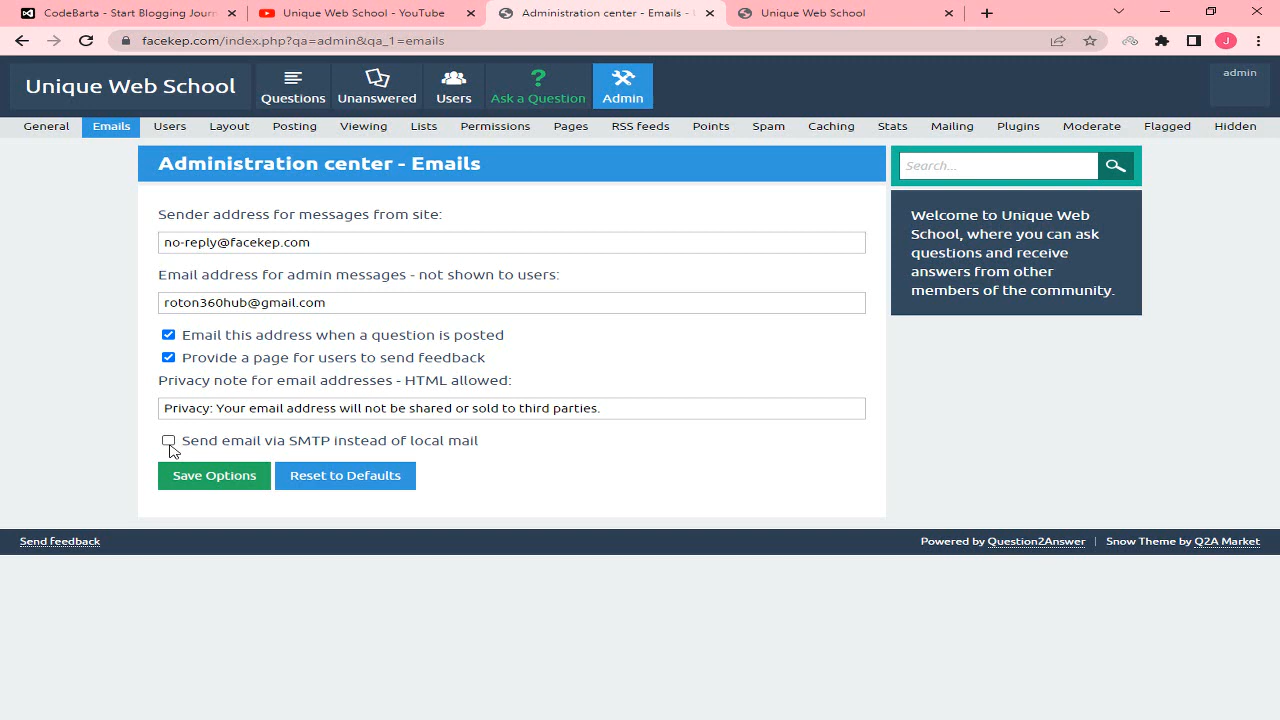 CodeBarta - Start Blogging Journ
Unique Web School - YouTube
Administration center - Emails -
Unique Web School
facekep.com/index.php?qa=admin&qa_1=emails
J
Unique Web School
Questions
Unanswered
Users
? Ask a Question
Admin
admin
General
Emails
Users
Layout
Posting
Viewing
Lists
Permissions
Pages
RSS feeds
Points
Spam
Caching
Stats
Mailing
Plugins
Moderate
Flagged
Hidden
Administration center - Emails
Sender address for messages from site:
no-reply@facekep.com
Email address for admin messages - not shown to users:
roton360hub@gmail.com
Email this address when a question is posted
Provide a page for users to send feedback
Privacy note for email addresses - HTML allowed:
Privacy: Your email address will not be shared or sold to third parties.
Send email via SMTP instead of local mail
Save Options
Reset to Defaults
Search...
Welcome to Unique Web
School, where you can ask
questions and receive
answers from other
members of the community.
Send feedback
Powered by Question2Answer | Snow Theme by Q2A Market